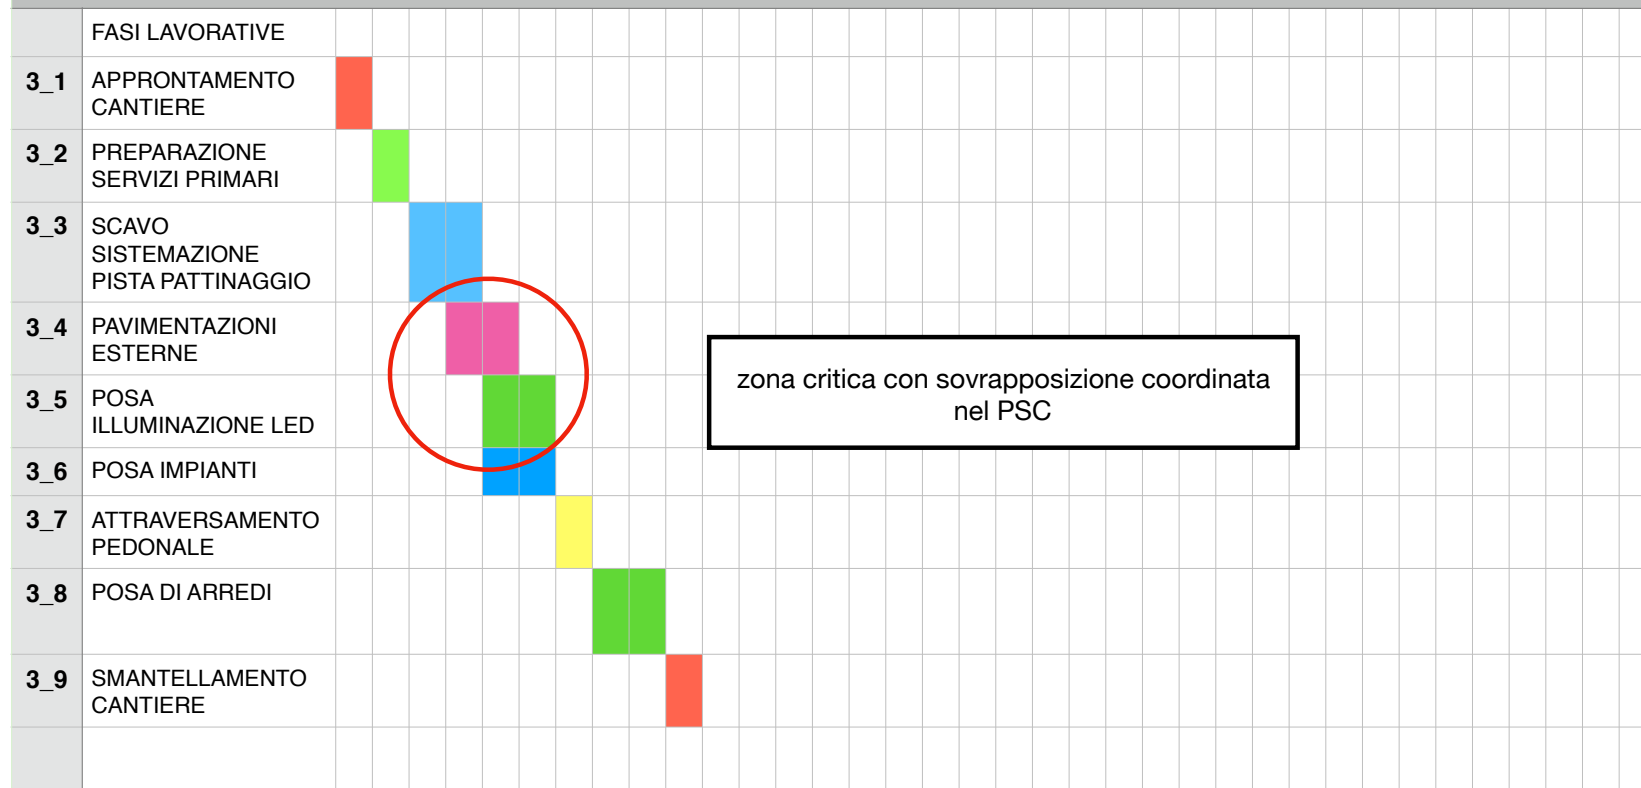 FASI LAVORATIVE
3_1 APPRONTAMENTO
CANTIERE
3_2 PREPARAZIONE
SERVIZI PRIMARI
3_3 SCAVO
SISTEMAZIONE
PISTA PATTINAGGIO
3_4 PAVIMENTAZIONI
ESTERNE
3_5 POSA
ILLUMINAZIONE LED
3_6 POSA IMPIANTI
3_7 ATTRAVERSAMENTO
PEDONALE
3_8 POSA DI ARREDI
3_9 SMANTELLAMENTO
CANTIERE
zona critica con sovrapposizione coordinata
nel PSC